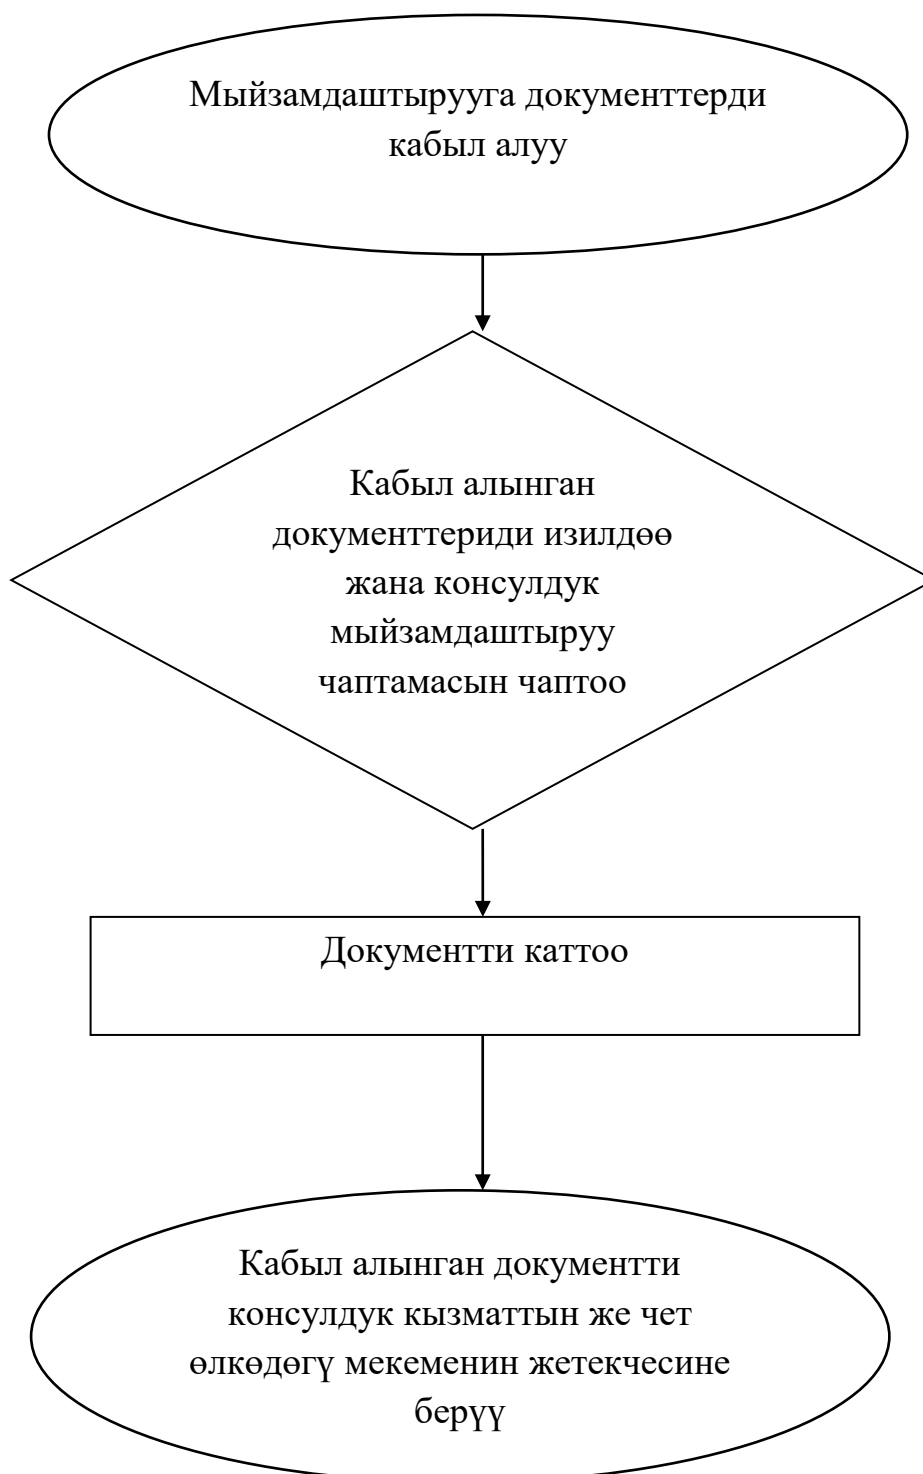 Мыйзамдаштырууга документтерди
кабыл алуу
Кабыл алынган
документтериди изилдөө
жана консулдук
мыйзамдаштыруу
чаптамасын чаптоо
Документти каттоо
Кабыл алынган документти
консулдук кызматтын же чет
өлкөдөгү мекеменин жетекчесине
берүү